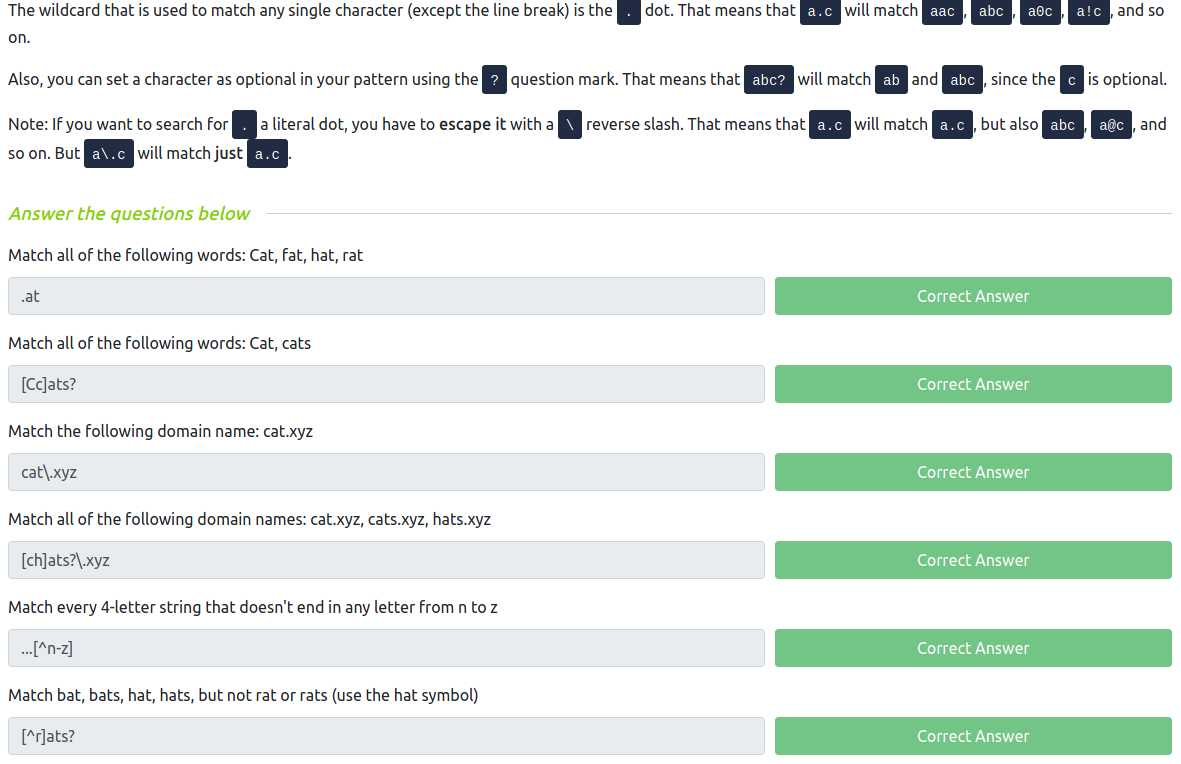 The wildcard that is used to match any single character (except the line break) is the . dot. That means that a.c will match aac, abc, a0c, a!c, and so
on.
Also, you can set a character as optional in your pattern using the ? question mark. That means that abc? will match ab and abc, since the c is optional.
Note: If you want to search for . a literal dot, you have to escape it with a \ reverse slash. That means that a.c will match a.c, but also abc, a@c, and
so on. But a\.c will match just a.c.
Answer the questions below
Match all of the following words: Cat, fat, hat, rat
.at Correct Answer
Match all of the following words: Cat, cats
[Cc]ats? Correct Answer
Match the following domain name: cat.xyz
cat\.xyz Correct Answer
Match all of the following domain names: cat.xyz, cats.xyz, hats.xyz
[ch]ats?\.xyz Correct Answer
Match every 4-letter string that doesn't end in any letter from n to z
...[^n-z] Correct Answer
Match bat, bats, hat, hats, but not rat or rats (use the hat symbol)
[^r]ats? Correct Answer